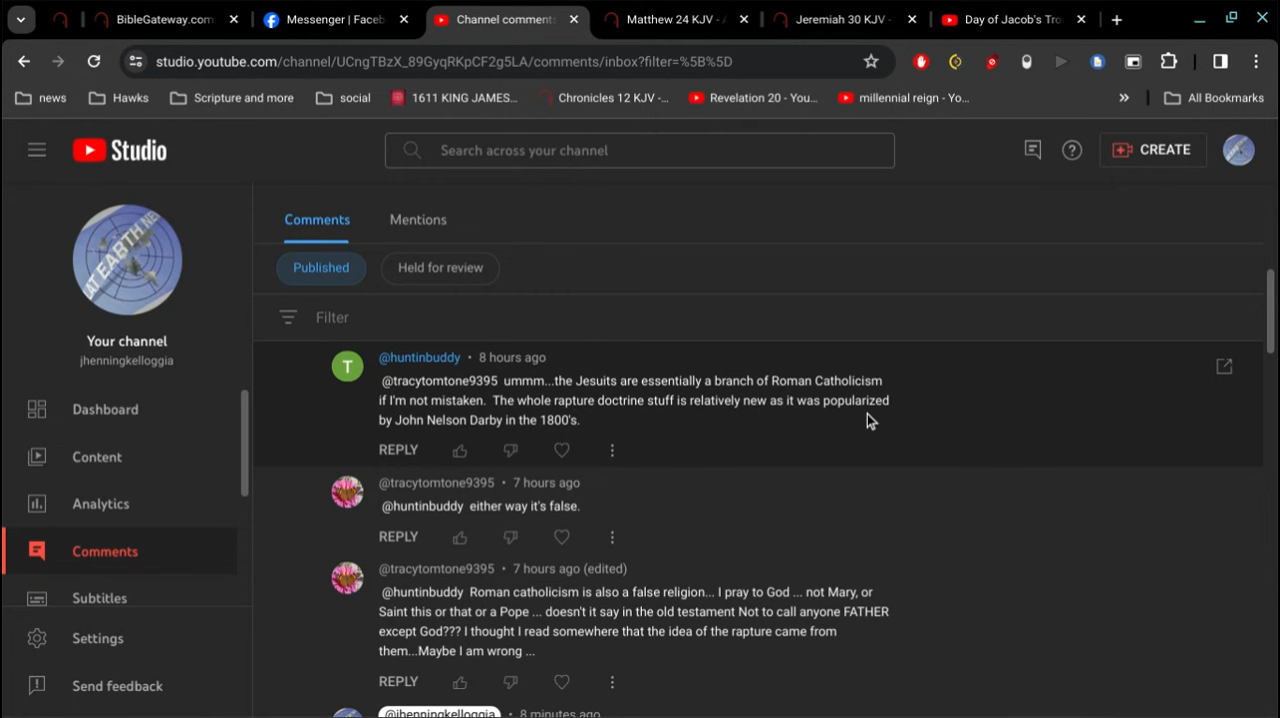 BibleGateway.com
Messenger | Faceb
Channel comments
Matthew 24 KJV - A
Jeremiah 30 KJV -
Day of Jacob's Tro
studio.youtube.com/channel/UCngTBzX_89GyqRKpCF2g5LA/comments/inbox?filter=%5B%5D
news
Hawks
Scripture and more
social
1611 KING JAMES...
Chronicles 12 KJV -...
Revelation 20 - You...
millennial reign - Yo...
»
All Bookmarks
Studio
Search across your channel
CREATE
AT EARTH NE
Your channel
jhenningkelloggia
Dashboard
Content
Analytics
Comments
Subtitles
Settings
Send feedback
Comments
Mentions
Published
Held for review
Filter
T
@huntinbuddy • 8 hours ago
@tracytomtone9395 ummm...the Jesuits are essentially a branch of Roman Catholicism
if I'm not mistaken. The whole rapture doctrine stuff is relatively new as it was popularized
by John Nelson Darby in the 1800's.
REPLY
@tracytomtone9395 • 7 hours ago
@huntinbuddy either way it's false.
REPLY
@tracytomtone9395 • 7 hours ago (edited)
@huntinbuddy Roman catholicism is also a false religion... I pray to God ... not Mary, or
Saint this or that or a Pope ... doesn't it say in the old testament Not to call anyone FATHER
except God??? I thought I read somewhere that the idea of the rapture came from
them...Maybe I am wrong ...
REPLY
@jhenningkelloggia • 8 minutes ago